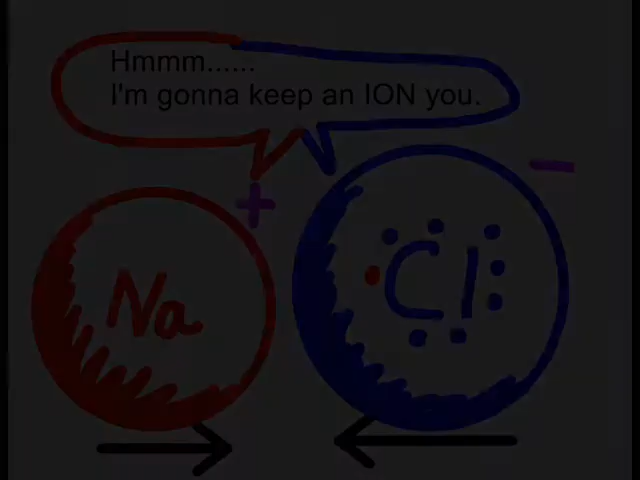 Hmmm......
I'm gonna keep an ION you.
+
−
Na
Cl